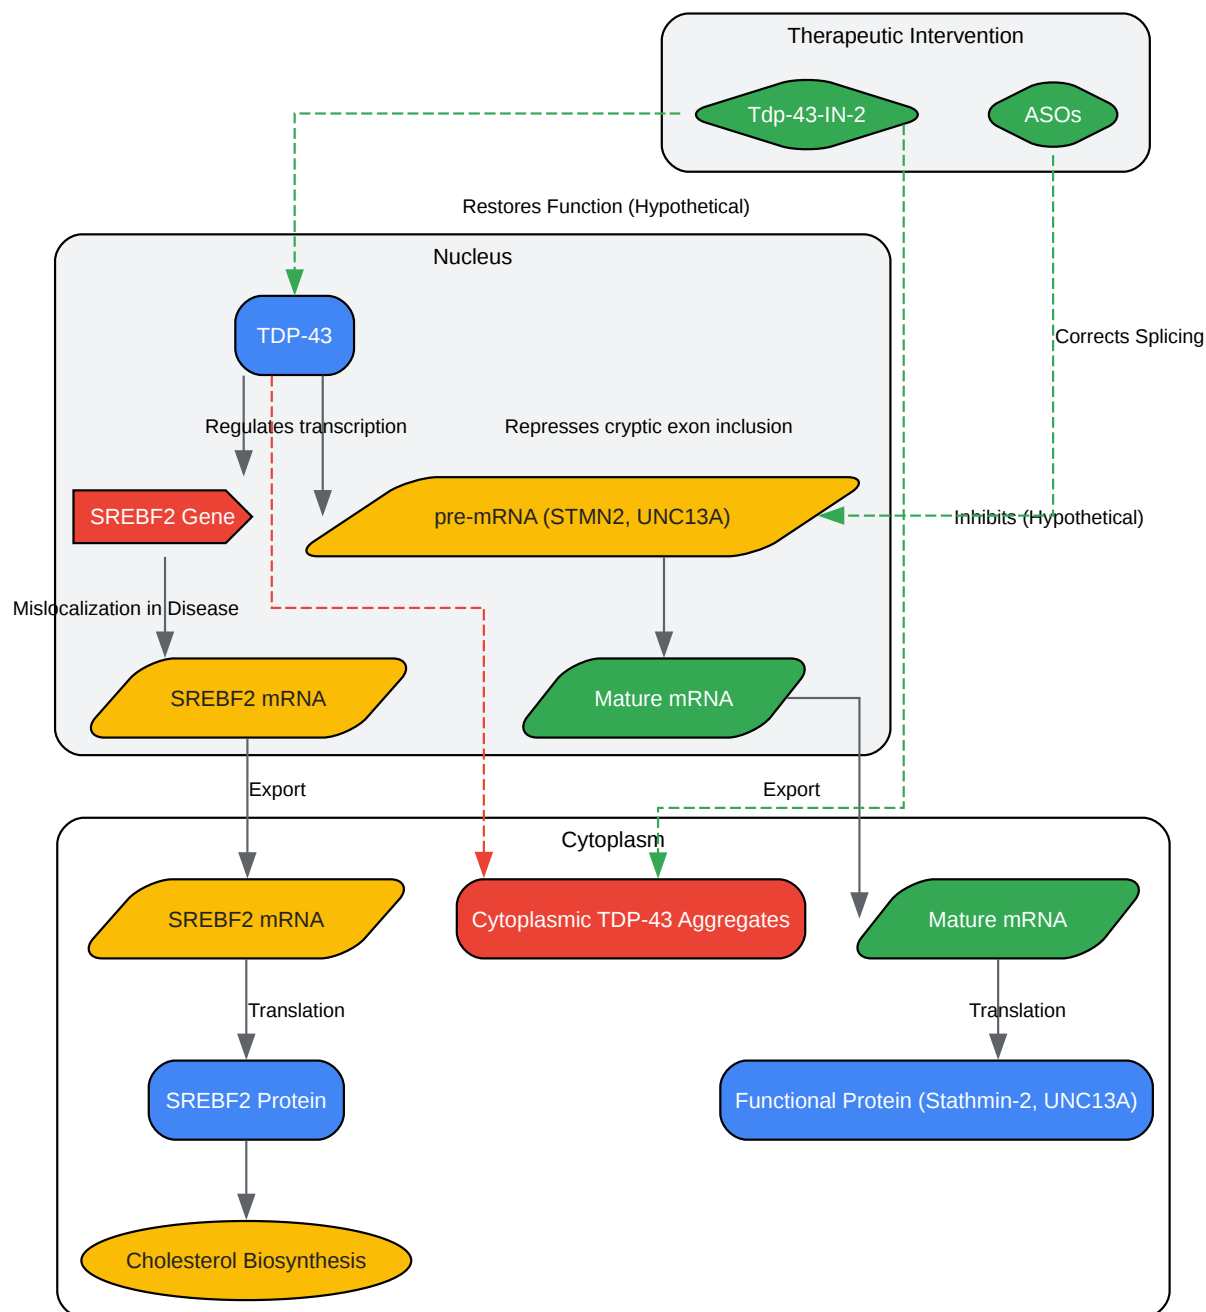 Therapeutic Intervention
Tdp-43-IN-2
ASOs
Restores Function (Hypothetical)
Nucleus
TDP-43
Corrects Splicing
Regulates transcription
Represses cryptic exon inclusion
SREBF2 Gene
pre-mRNA (STMN2, UNC13A)
Inhibits (Hypothetical)
Mislocalization in Disease
SREBF2 mRNA
Mature mRNA
Export
Export
Cytoplasm
SREBF2 mRNA
Cytoplasmic TDP-43 Aggregates
Mature mRNA
Translation
Translation
SREBF2 Protein
Functional Protein (Stathmin-2, UNC13A)
Cholesterol Biosynthesis